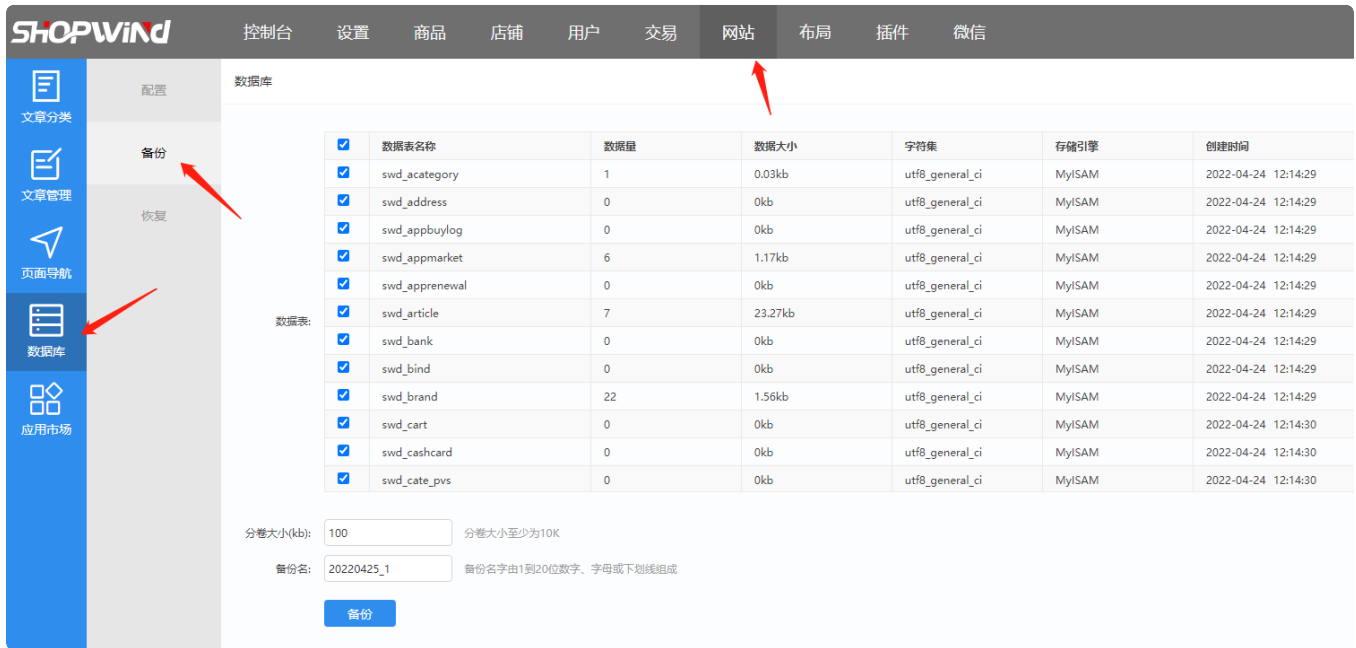 SHOPWiNd 控制台 设置 商品 店铺 用户 交易 网站 布局 插件 微信
文章分类
文章管理
页面导航
数据库
应用市场
配置
备份
恢复
数据库
数据表:
数据表名称 数据量 数据大小 字符集 存储引擎 创建时间
swd_acategory 1 0.03kb utf8_general_ci MyISAM 2022-04-24 12:14:29
swd_address 0 0kb utf8_general_ci MyISAM 2022-04-24 12:14:29
swd_appbuylog 0 0kb utf8_general_ci MyISAM 2022-04-24 12:14:29
swd_appmarket 6 1.17kb utf8_general_ci MyISAM 2022-04-24 12:14:29
swd_apprenewal 0 0kb utf8_general_ci MyISAM 2022-04-24 12:14:29
swd_article 7 23.27kb utf8_general_ci MyISAM 2022-04-24 12:14:29
swd_bank 0 0kb utf8_general_ci MyISAM 2022-04-24 12:14:29
swd_bind 0 0kb utf8_general_ci MyISAM 2022-04-24 12:14:29
swd_brand 22 1.56kb utf8_general_ci MyISAM 2022-04-24 12:14:29
swd_cart 0 0kb utf8_general_ci MyISAM 2022-04-24 12:14:30
swd_cashcard 0 0kb utf8_general_ci MyISAM 2022-04-24 12:14:30
swd_cate_pvs 0 0kb utf8_general_ci MyISAM 2022-04-24 12:14:30
分卷大小(kb): 100 分卷大小至少为10K
备份名: 20220425_1 备份名字由1到20位数字、字母或下划线组成
备份